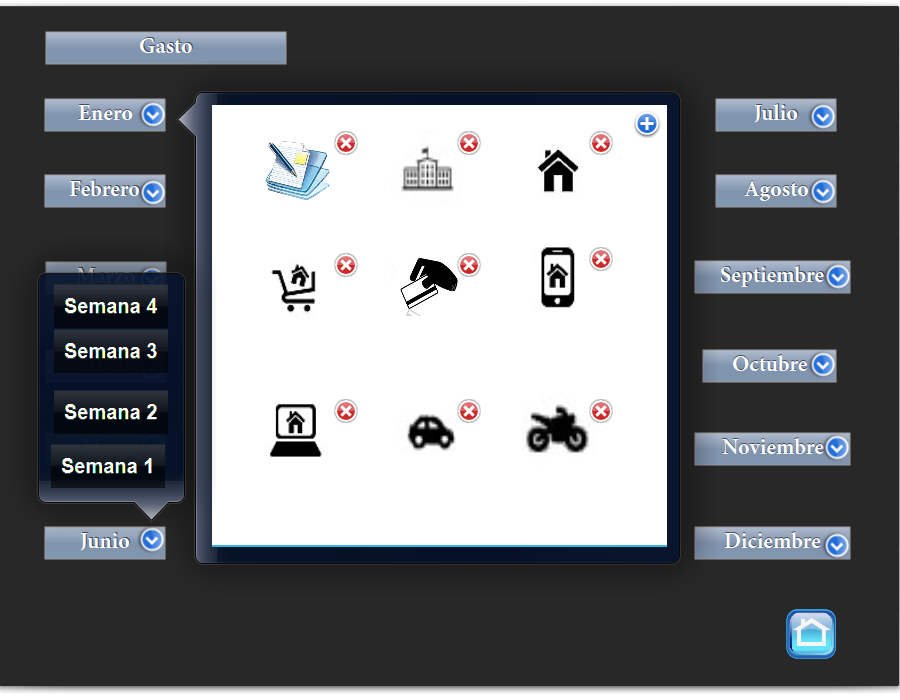 Gasto
Enero
Febrero
Marzo
Semana 4
Semana 3
Semana 2
Semana 1
Junio
Julio
Agosto
Septiembre
Octubre
Noviembre
Diciembre